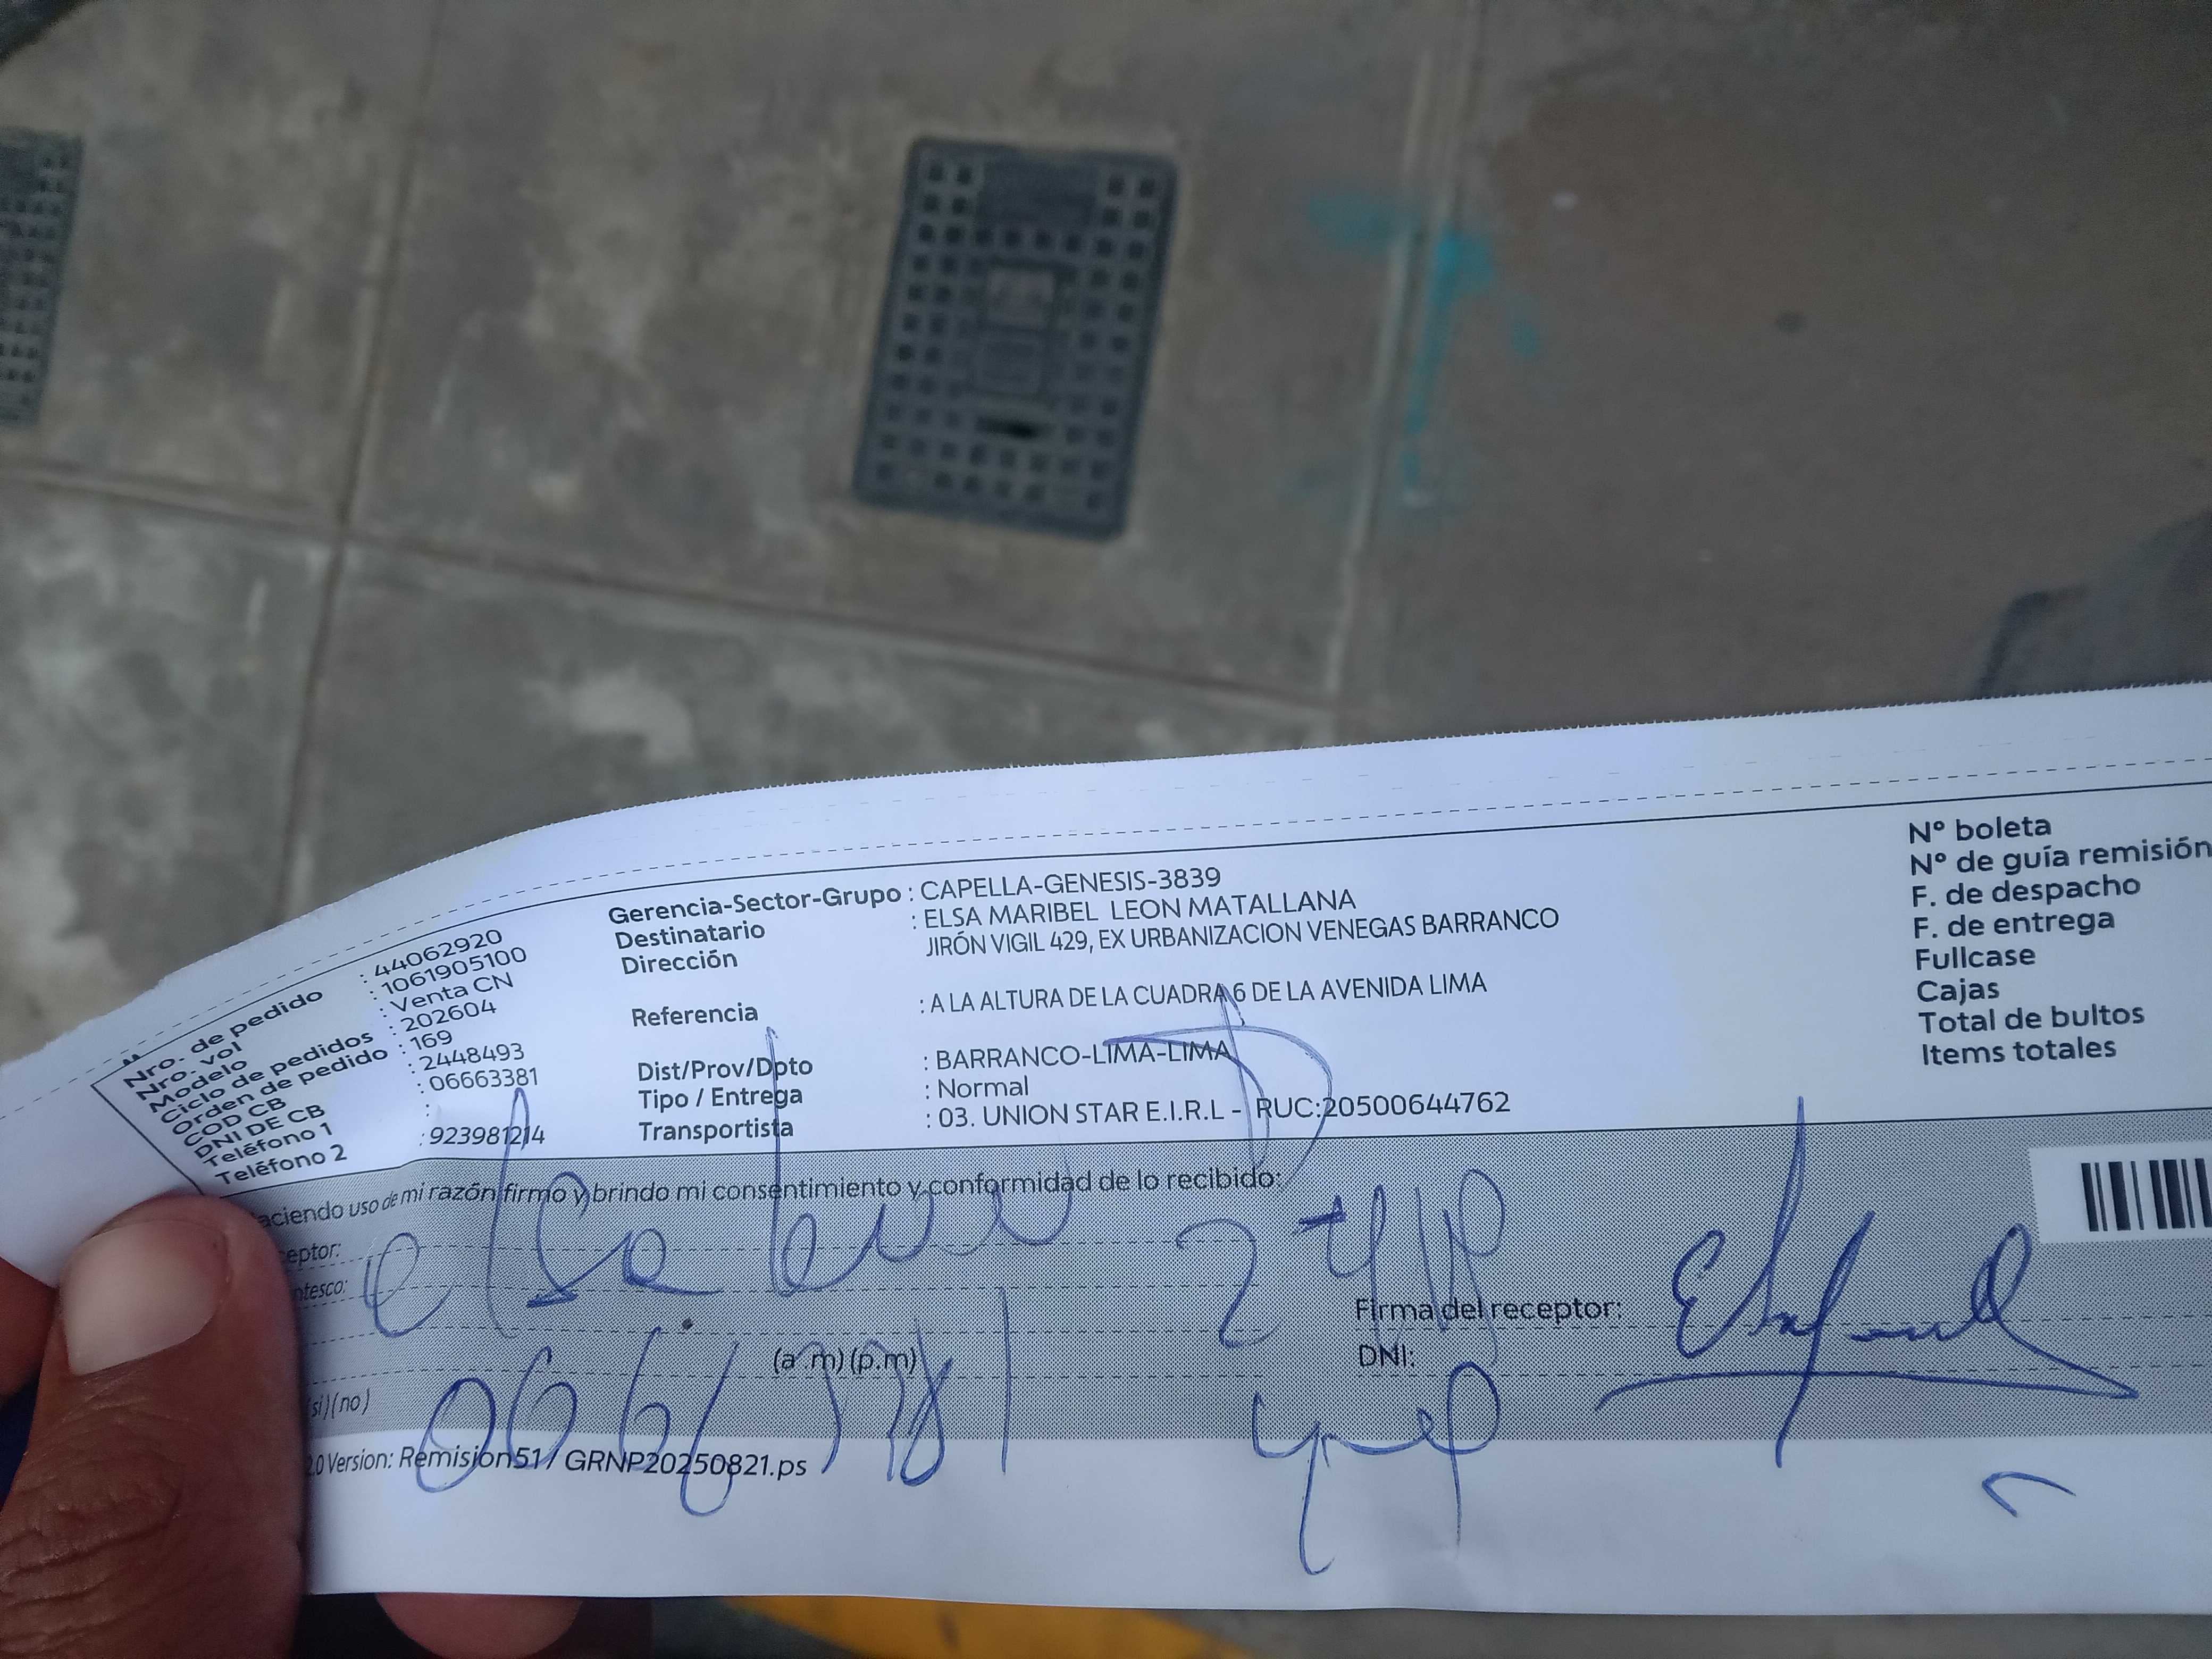 Nro. de pedido : 44062920
Nro. vol : 1061905100
Modelo : Venta CN
Ciclo de pedidos : 202604
Orden de pedido : 169
COD CB : 2448493
DNI DE CB : 06663381
Teléfono 1 :
Teléfono 2 : 923981214
Gerencia-Sector-Grupo : CAPELLA-GENESIS-3839
Destinatario : ELSA MARIBEL LEON MATALLANA
Dirección JIRÓN VIGIL 429, EX URBANIZACION VENEGAS BARRANCO
Referencia : A LA ALTURA DE LA CUADRA 6 DE LA AVENIDA LIMA
Dist/Prov/Dpto : BARRANCO-LIMA-LIMA
Tipo / Entrega : Normal
Transportista : 03. UNION STAR E.I.R.L - RUC:20500644762
N° boleta
N° de guía remisión
F. de despacho
F. de entrega
Fullcase
Cajas
Total de bultos
Items totales
aciendo uso de mi razón firmo y brindo mi consentimiento y conformidad de lo recibido:
ceptor:
ntesco:
elsa leon
Firma del receptor:
(a .m) (p.m)
DNI:
(si) (no)
2.0 Version: Remision51 / GRNP20250821.ps